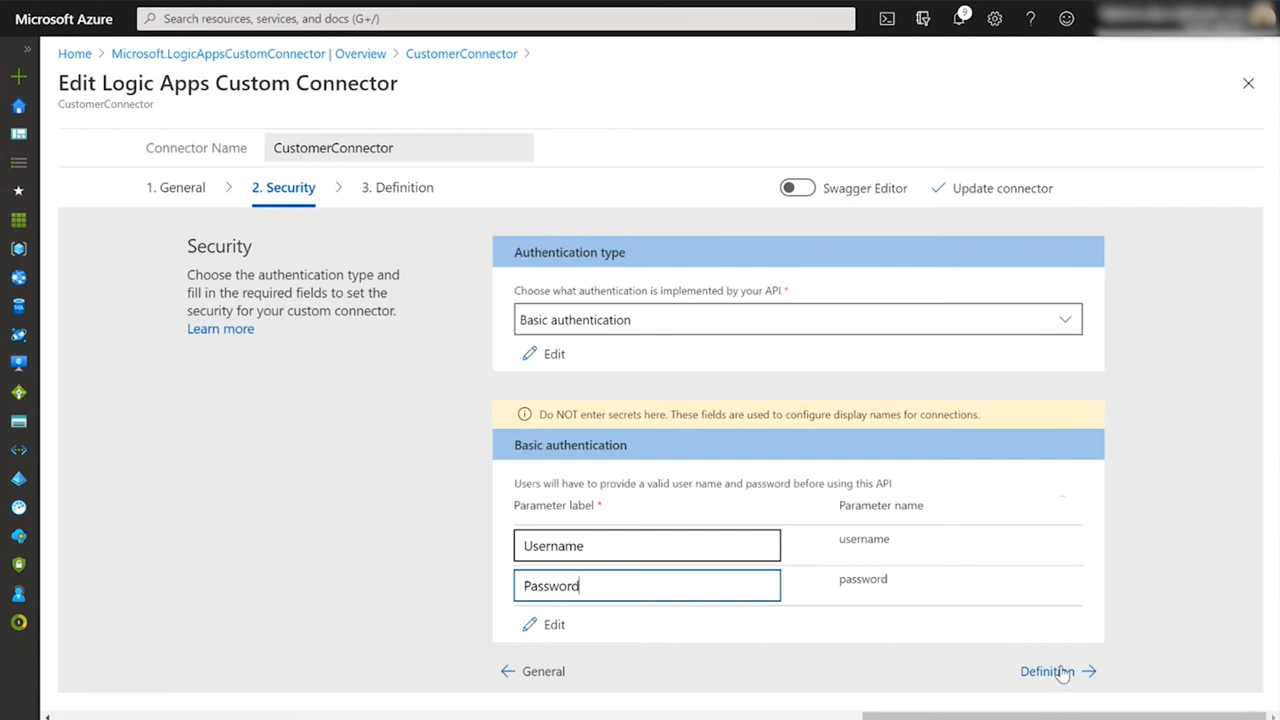 Microsoft Azure
Search resources, services, and docs (G+/)
9
Home > Microsoft.LogicAppsCustomConnector | Overview > CustomerConnector >
Edit Logic Apps Custom Connector
CustomerConnector
Connector Name CustomerConnector
1. General > 2. Security > 3. Definition Swagger Editor Update connector
Security
Choose the authentication type and
fill in the required fields to set the
security for your custom connector.
Learn more
Authentication type
Choose what authentication is implemented by your API *
Basic authentication
Edit
Do NOT enter secrets here. These fields are used to configure display names for connections.
Basic authentication
Users will have to provide a valid user name and password before using this API
Parameter label * Parameter name
Username username
Password password
Edit
General Definition